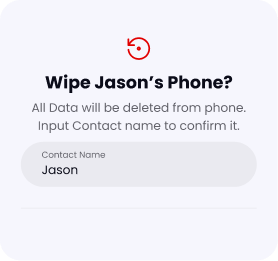 Wipe Jason’s Phone?
All Data will be deleted from phone.
Input Contact name to confirm it.
Contact Name
Jason